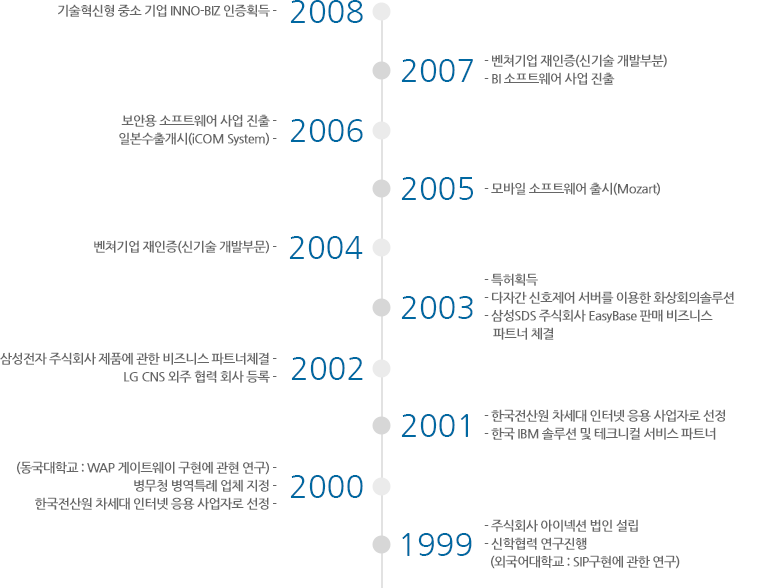 기술혁신형 중소 기업 INNO-BIZ 인증획득 - 2008
2007 - 벤쳐기업 재인증(신기술 개발부분)
- BI 소프트웨어 사업 진출
보안용 소프트웨어 사업 진출 - 2006
일본수출개시(iCOM System) -
2005 - 모바일 소프트웨어 출시(Mozart)
벤쳐기업 재인증(신기술 개발부문) - 2004
- 특허획득
2003 - 다자간 신호제어 서버를 이용한 화상회의솔루션
- 삼성SDS 주식회사 EasyBase 판매 비즈니스
파트너 체결
삼성전자 주식회사 제품에 관한 비즈니스 파트너체결 - 2002
LG CNS 외주 협력 회사 등록 -
2001 - 한국전산원 차세대 인터넷 응용 사업자로 선정
- 한국 IBM 솔루션 및 테크니컬 서비스 파트너
(동국대학교 : WAP 게이트웨이 구현에 관현 연구) -
병무청 병역특례 업체 지정 - 2000
한국전산원 차세대 인터넷 응용 사업자로 선정 -
- 주식회사 아이넥션 법인 설립
1999 - 신학협력 연구진행
(외국어대학교 : SIP구현에 관한 연구)